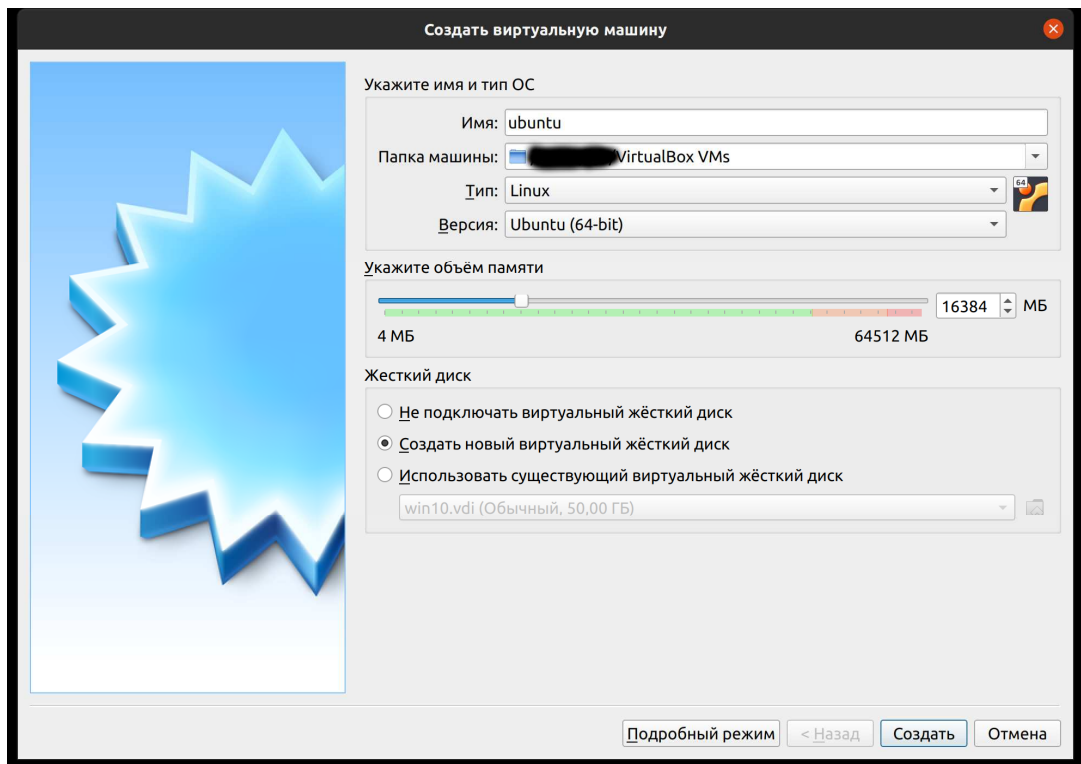 Создать виртуальную машину
Укажите имя и тип ОС
Имя: ubuntu
Папка машины: VirtualBox VMs
Тип: Linux
64
Версия: Ubuntu (64-bit)
Укажите объём памяти
16384 МБ
4 МБ 64512 МБ
Жесткий диск
Не подключать виртуальный жёсткий диск
Создать новый виртуальный жёсткий диск
Использовать существующий виртуальный жёсткий диск
win10.vdi (Обычный, 50,00 ГБ)
Подробный режим < Назад Создать Отмена